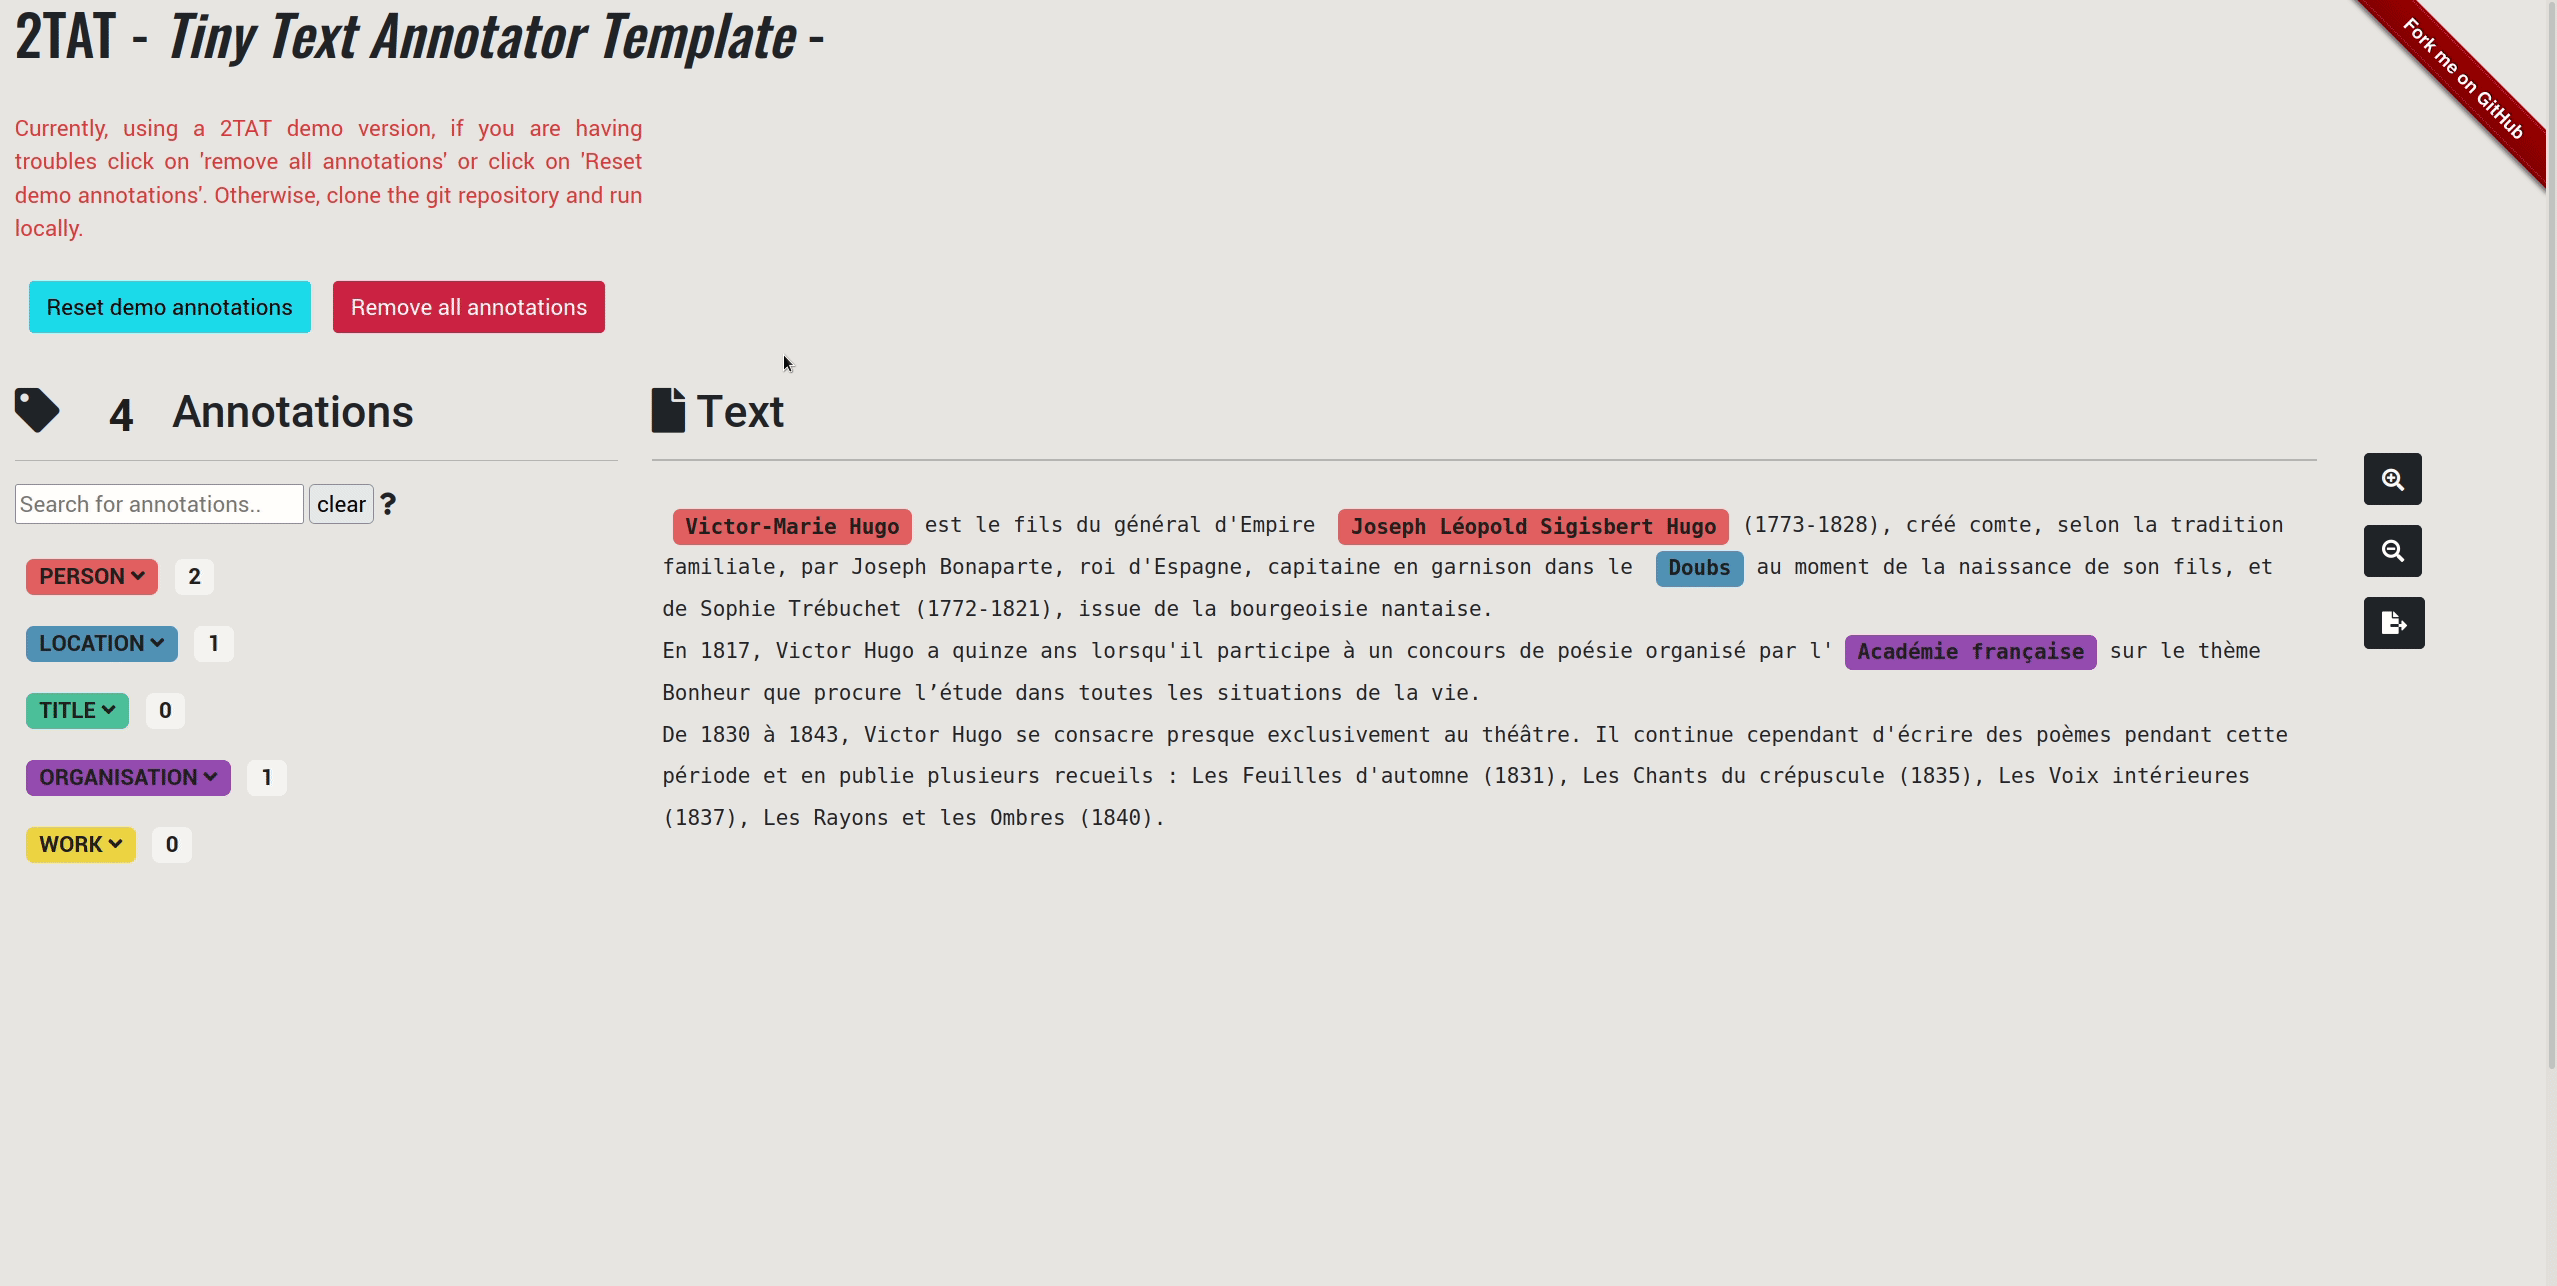 2TAT - Tiny Text Annotator Template -
Fork me on GitHub
Currently, using a 2TAT demo version, if you are having
troubles click on 'remove all annotations' or click on 'Reset
demo annotations'. Otherwise, clone the git repository and run
locally.
Reset demo annotations
Remove all annotations
4 Annotations
Search for annotations..
clear
?
PERSON 2
LOCATION 1
TITLE 0
ORGANISATION 1
WORK 0
Text
Victor-Marie Hugo est le fils du général d'Empire Joseph Léopold Sigisbert Hugo (1773-1828), créé comte, selon la tradition
familiale, par Joseph Bonaparte, roi d'Espagne, capitaine en garnison dans le Doubs au moment de la naissance de son fils, et
de Sophie Trébuchet (1772-1821), issue de la bourgeoisie nantaise.
En 1817, Victor Hugo a quinze ans lorsqu'il participe à un concours de poésie organisé par l' Académie française sur le thème
Bonheur que procure l’étude dans toutes les situations de la vie.
De 1830 à 1843, Victor Hugo se consacre presque exclusivement au théâtre. Il continue cependant d'écrire des poèmes pendant cette
période et en publie plusieurs recueils : Les Feuilles d'automne (1831), Les Chants du crépuscule (1835), Les Voix intérieures
(1837), Les Rayons et les Ombres (1840).